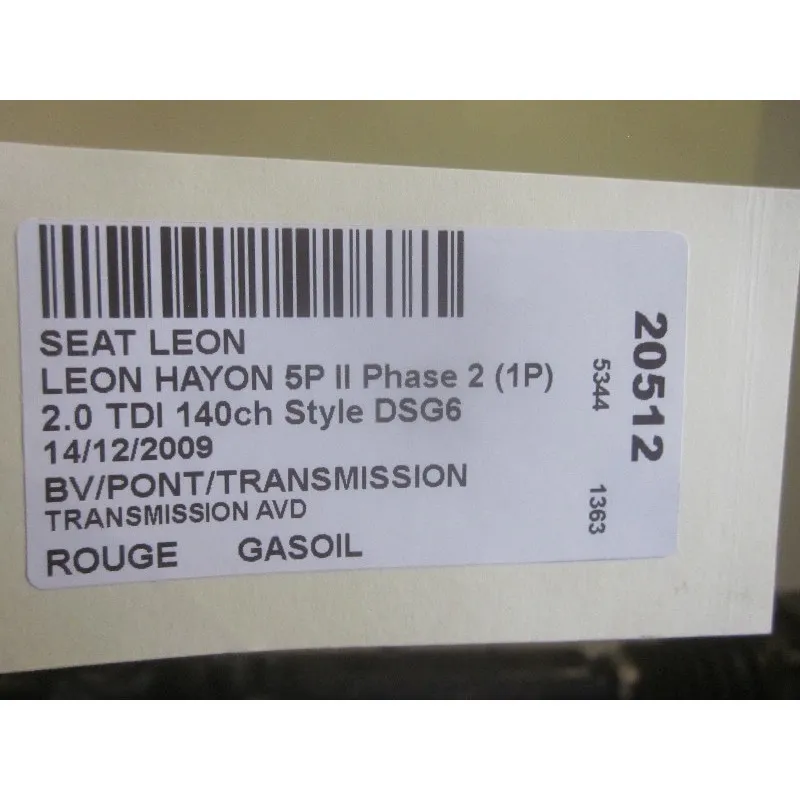 SEAT LEON
LEON HAYON 5P II Phase 2 (1P)
2.0 TDI 140ch Style DSG6
14/12/2009
BV/PONT/TRANSMISSION
TRANSMISSION AVD
ROUGE GASOIL
20512
5344 1363